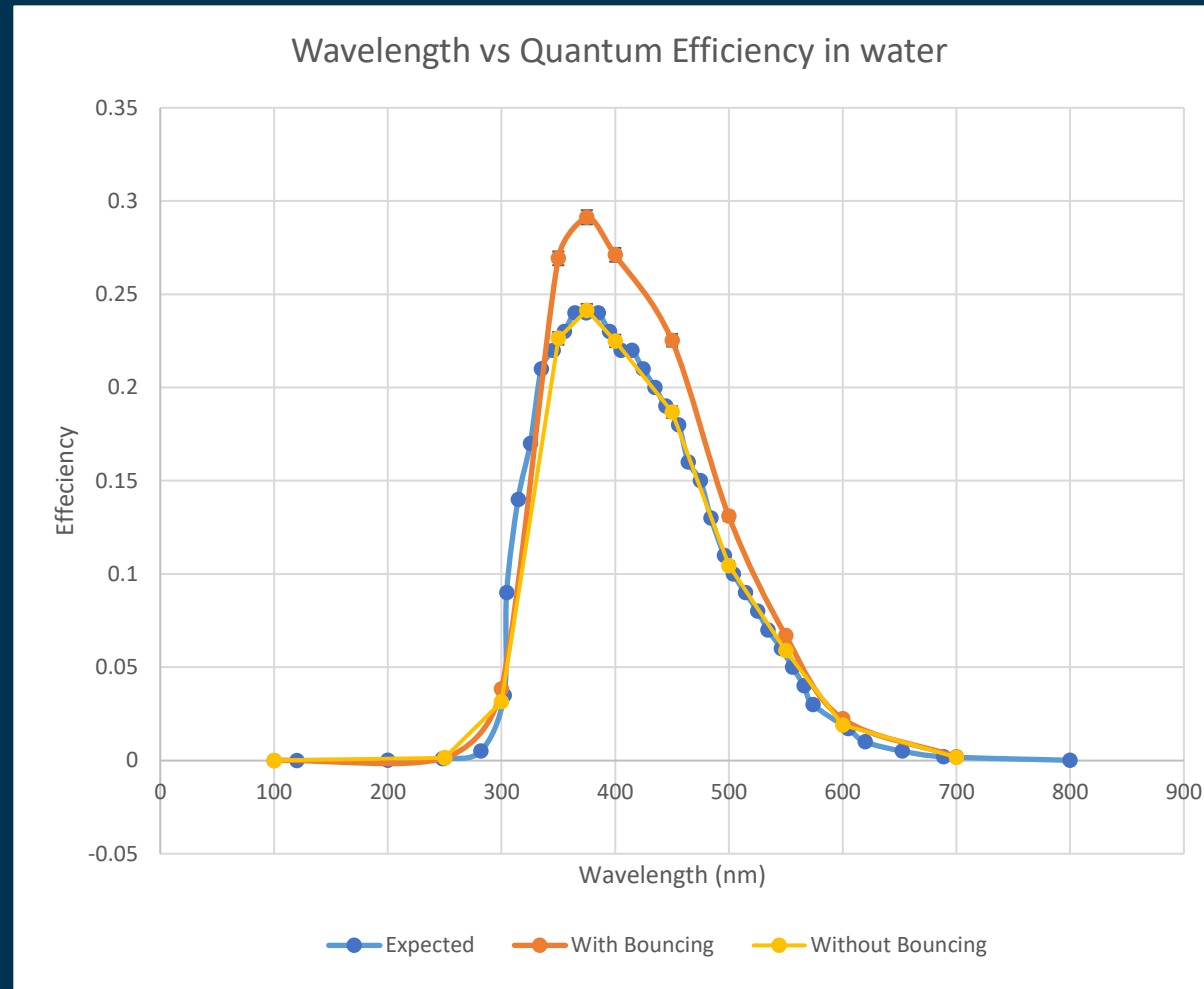 Wavelength vs Quantum Efficiency in water
0.35
0.3
0.25
0.2
0.15
0.1
0.05
0
-0.05
Effeciency
0 100 200 300 400 500 600 700 800 900
Wavelength (nm)
Expected With Bouncing Without Bouncing